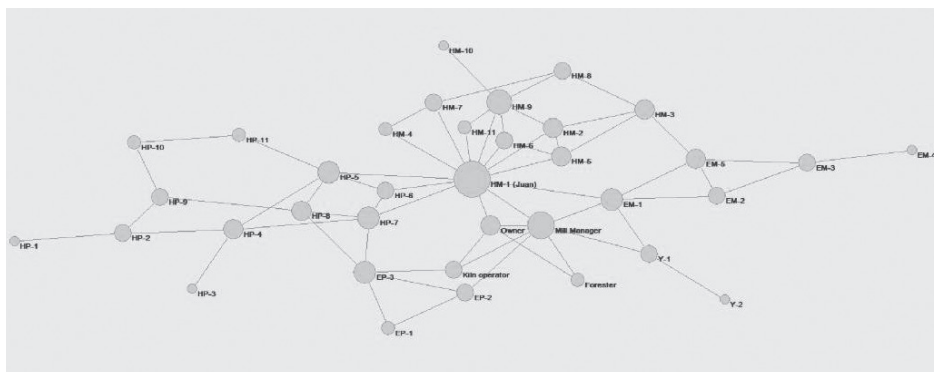 HM-10
HM-8
HM-7
HM-9
HM-3
HM-4
HM-11
HM-2
HP-11
HP-10
HM-6
HM-5
EM-4
EM-5
EM-3
HP-5
HM-1 (Juan)
HP-6
EM-2
HP-9
EM-1
HP-8
HP-7
HP-4
Owner
Mill Manager
HP-2
HP-1
Y-1
EP-3
Kiln operator
Forester
HP-3
EP-2
Y-2
EP-1